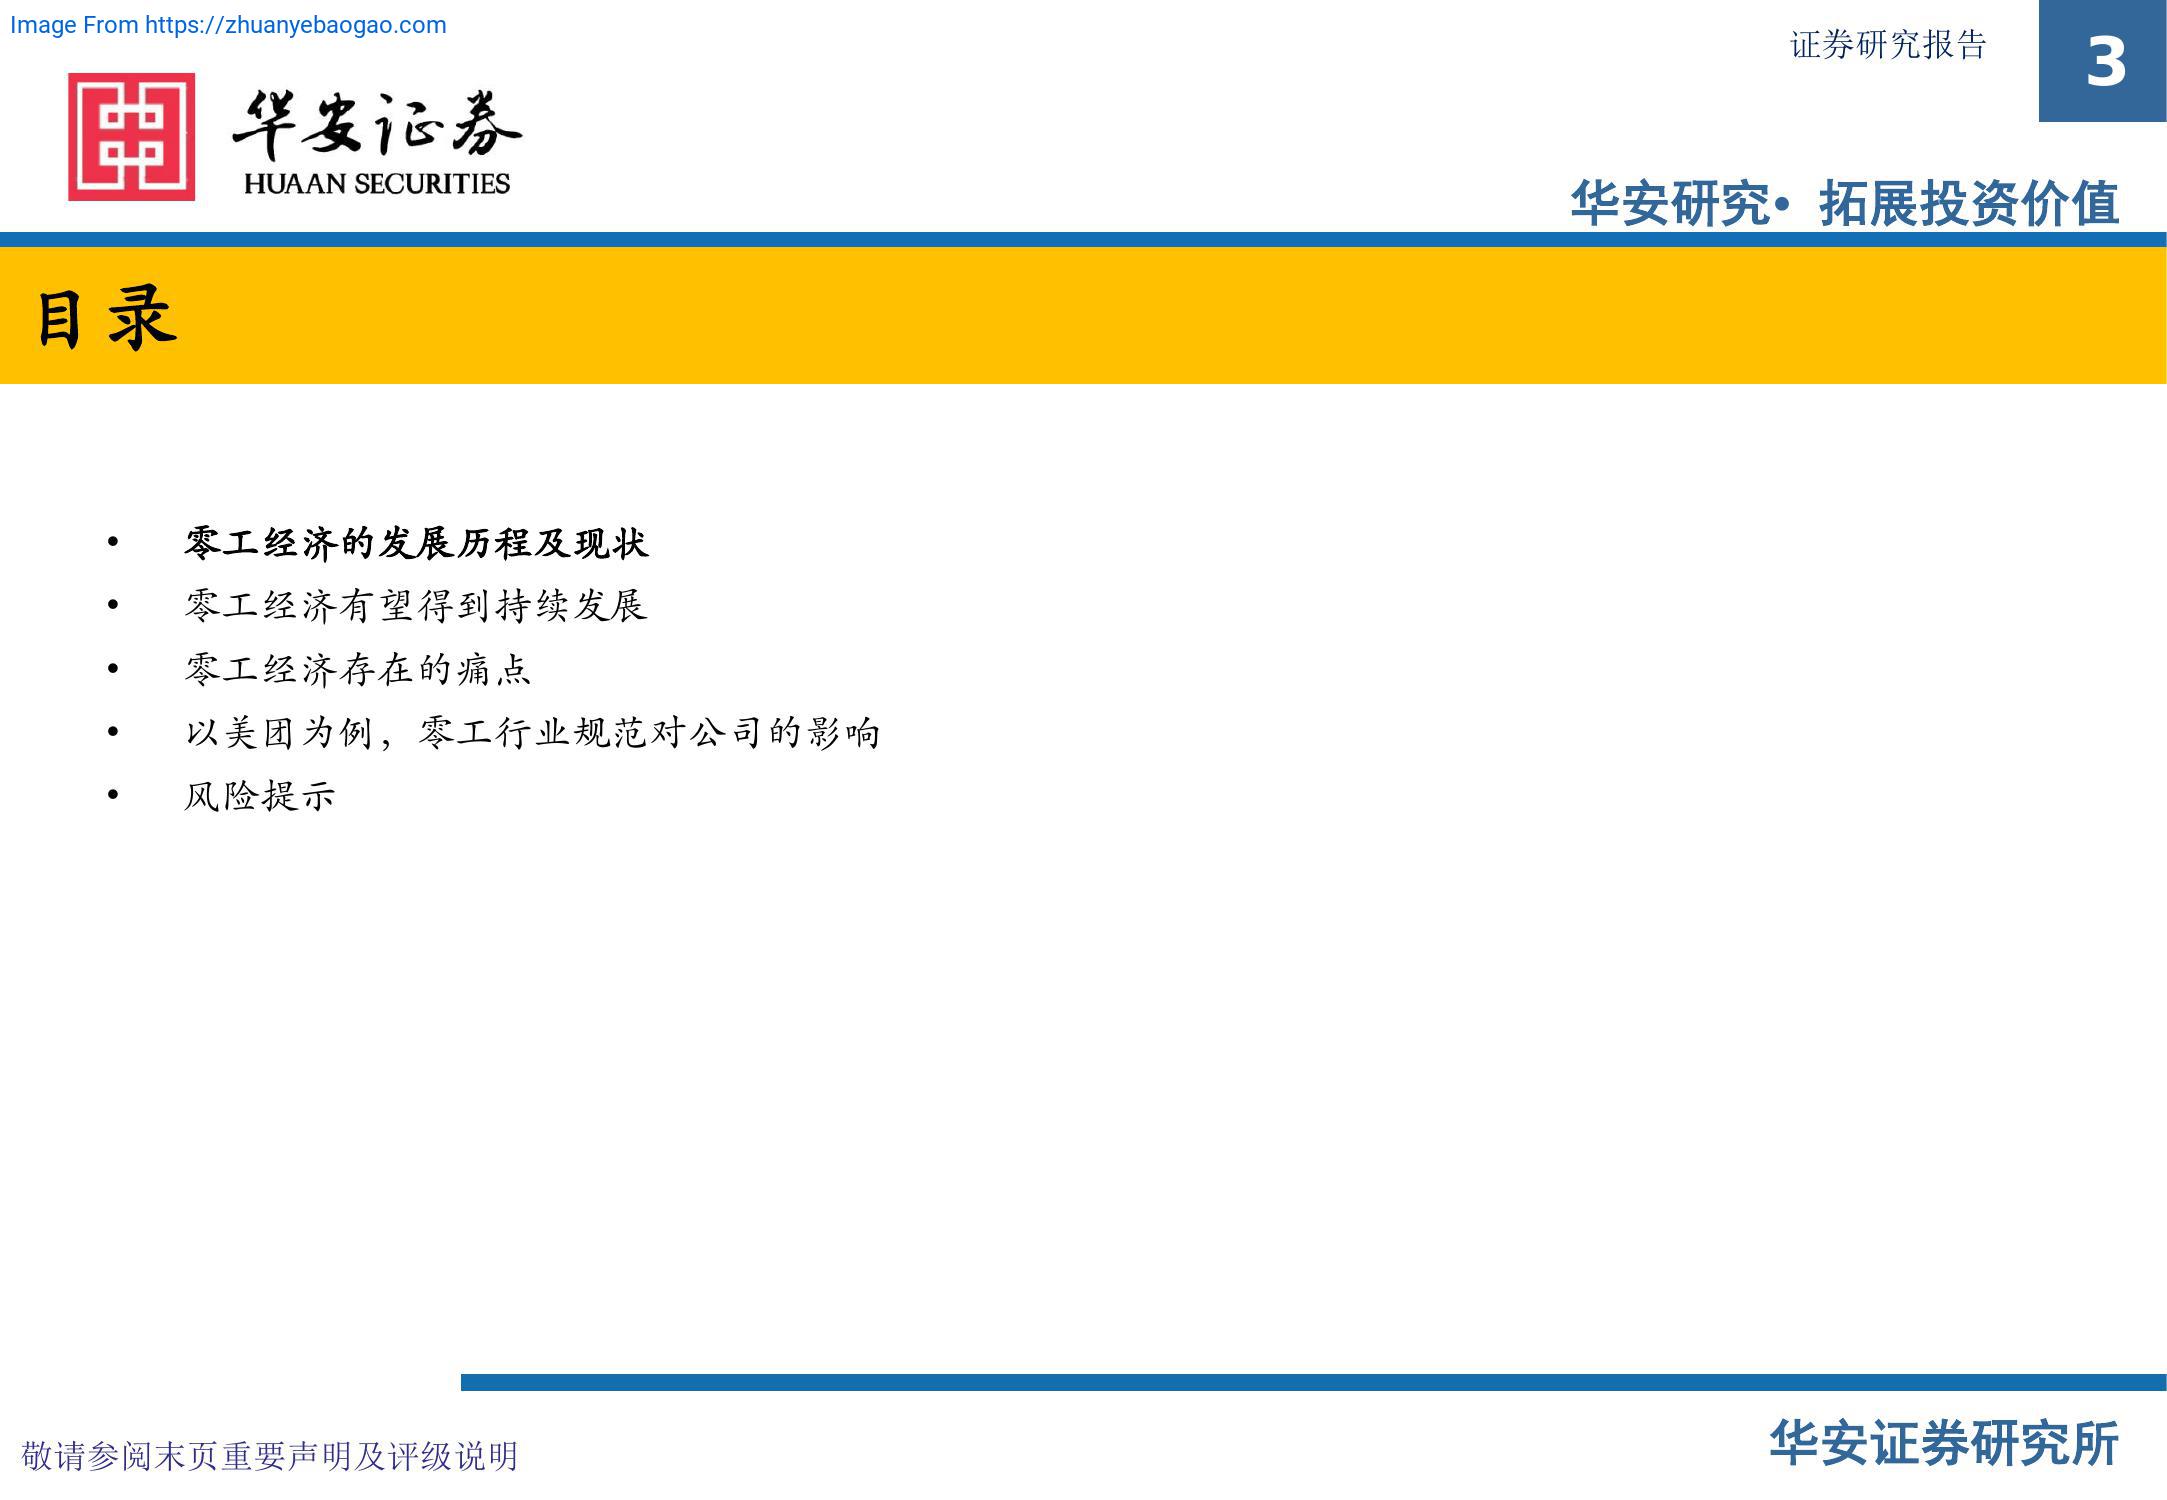 Image From https://zhuanyebaogao.com
证券研究报告
3
华安证券
HUAAN SECURITIES
华安研究• 拓展投资价值
目录
• 零工经济的发展历程及现状
• 零工经济有望得到持续发展
• 零工经济存在的痛点
• 以美团为例，零工行业规范对公司的影响
• 风险提示
敬请参阅末页重要声明及评级说明
华安证券研究所